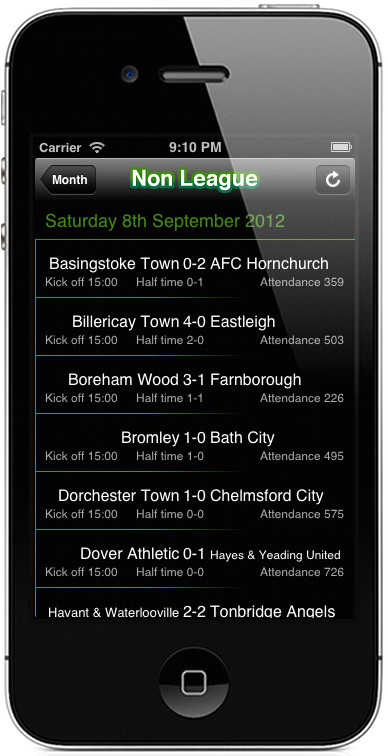 Carrier 9:10 PM
Month Non League
Saturday 8th September 2012
Basingstoke Town 0-2 AFC Hornchurch
Kick off 15:00 Half time 0-1 Attendance 359
Billericay Town 4-0 Eastleigh
Kick off 15:00 Half time 2-0 Attendance 503
Boreham Wood 3-1 Farnborough
Kick off 15:00 Half time 1-1 Attendance 226
Bromley 1-0 Bath City
Kick off 15:00 Half time 1-0 Attendance 495
Dorchester Town 1-0 Chelmsford City
Kick off 15:00 Half time 0-0 Attendance 575
Dover Athletic 0-1 Hayes & Yeading United
Kick off 15:00 Half time 0-0 Attendance 726
Havant & Waterlooville 2-2 Tonbridge Angels